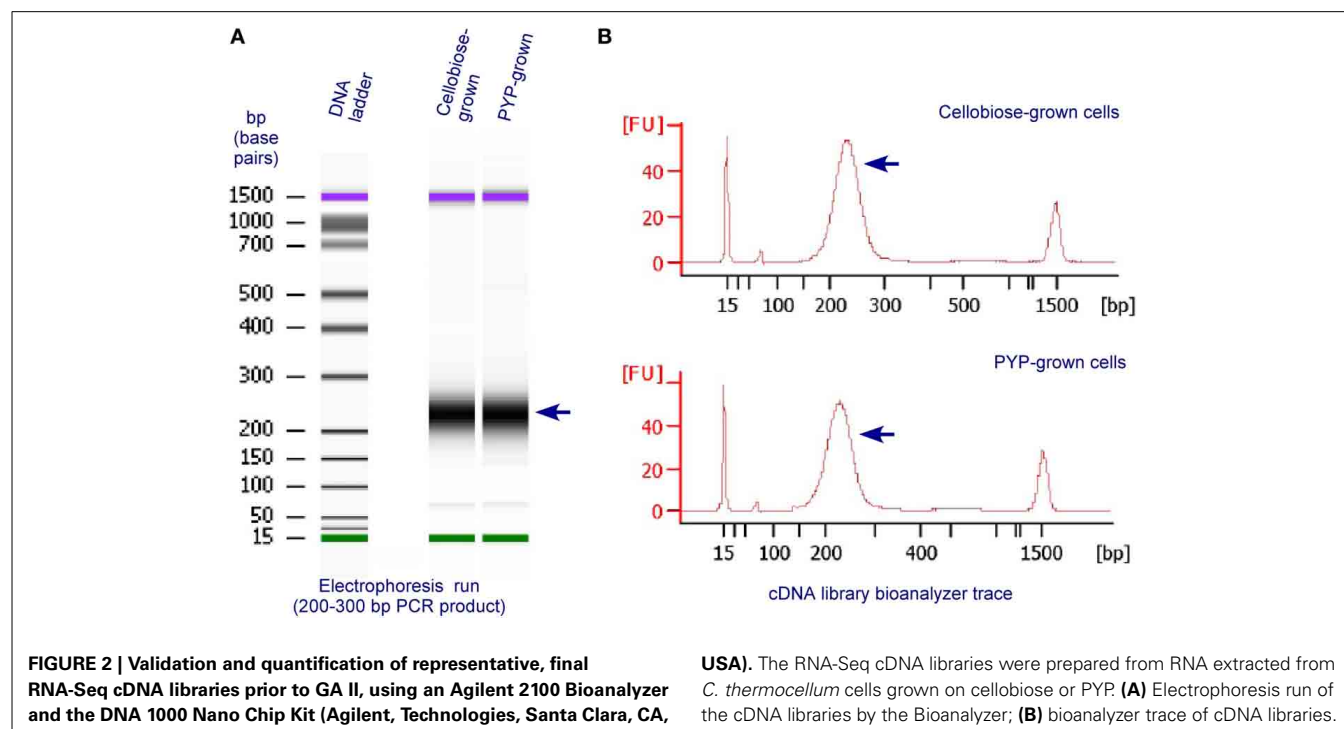 A
B
DNA ladder
Cellobiose-grown
PYP-grown
bp
(base
pairs)
1500
1000
700
500
400
300
200
150
100
50
15
Electrophoresis run
(200-300 bp PCR product)
Cellobiose-grown cells
[FU]
40
20
0
15 100 200 300 500 1500 [bp]
PYP-grown cells
[FU]
40
20
0
15 100 200 400 1500 [bp]
cDNA library bioanalyzer trace
FIGURE 2 | Validation and quantification of representative, final
RNA-Seq cDNA libraries prior to GA II, using an Agilent 2100 Bioanalyzer
and the DNA 1000 Nano Chip Kit (Agilent, Technologies, Santa Clara, CA,
USA). The RNA-Seq cDNA libraries were prepared from RNA extracted from
C. thermocellum cells grown on cellobiose or PYP. (A) Electrophoresis run of
the cDNA libraries by the Bioanalyzer; (B) bioanalyzer trace of cDNA libraries.